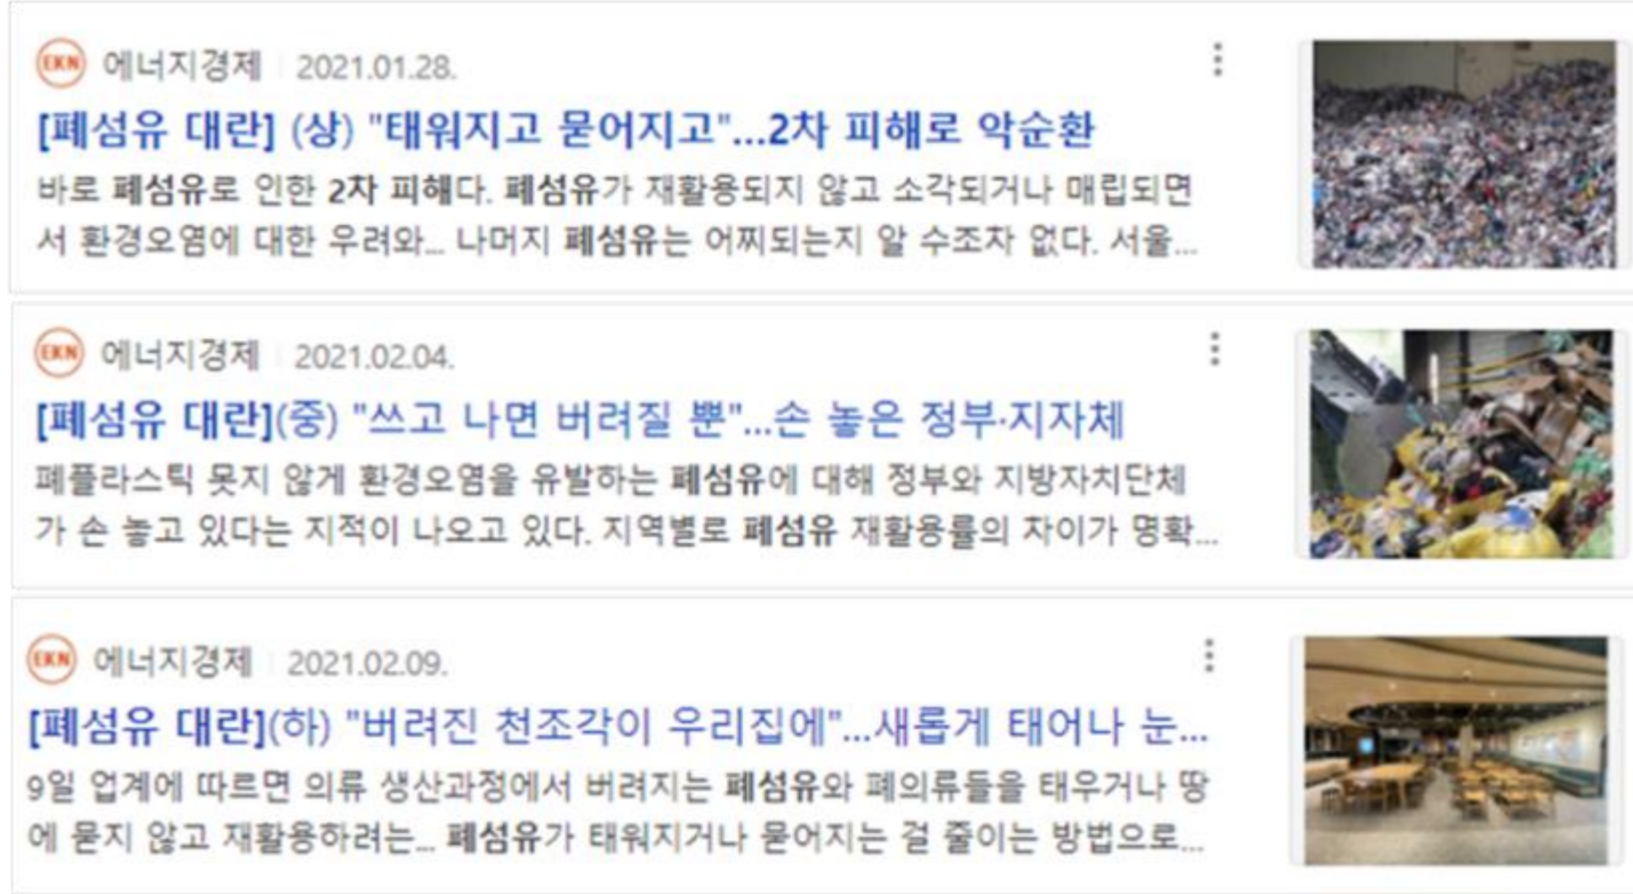 EKN 에너지경제 2021.01.28.
[폐섬유 대란] (상) "태워지고 묻어지고"...2차 피해로 악순환
바로 폐섬유로 인한 2차 피해다. 폐섬유가 재활용되지 않고 소각되거나 매립되면
서 환경오염에 대한 우려와... 나머지 폐섬유는 어찌되는지 알 수조차 없다. 서울...
EKN 에너지경제 2021.02.04.
[폐섬유 대란](중) "쓰고 나면 버려질 뿐"...손 놓은 정부·지자체
폐플라스틱 못지 않게 환경오염을 유발하는 폐섬유에 대해 정부와 지방자치단체
가 손 놓고 있다는 지적이 나오고 있다. 지역별로 폐섬유 재활용률의 차이가 명확...
EKN 에너지경제 2021.02.09.
[폐섬유 대란](하) "버려진 천조각이 우리집에"...새롭게 태어나 눈...
9일 업계에 따르면 의류 생산과정에서 버려지는 폐섬유와 폐의류들을 태우거나 땅
에 묻지 않고 재활용하려는... 폐섬유가 태워지거나 묻어지는 걸 줄이는 방법으로...